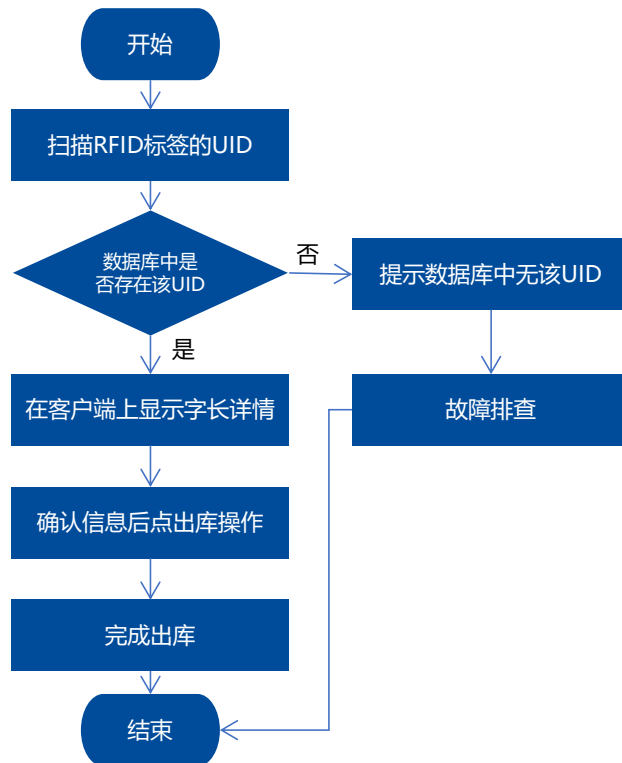 开始
扫描RFID标签的UID
数据库中是
否存在该UID
否
提示数据库中无该UID
是
在客户端上显示字长详情
故障排查
确认信息后点出库操作
完成出库
结束